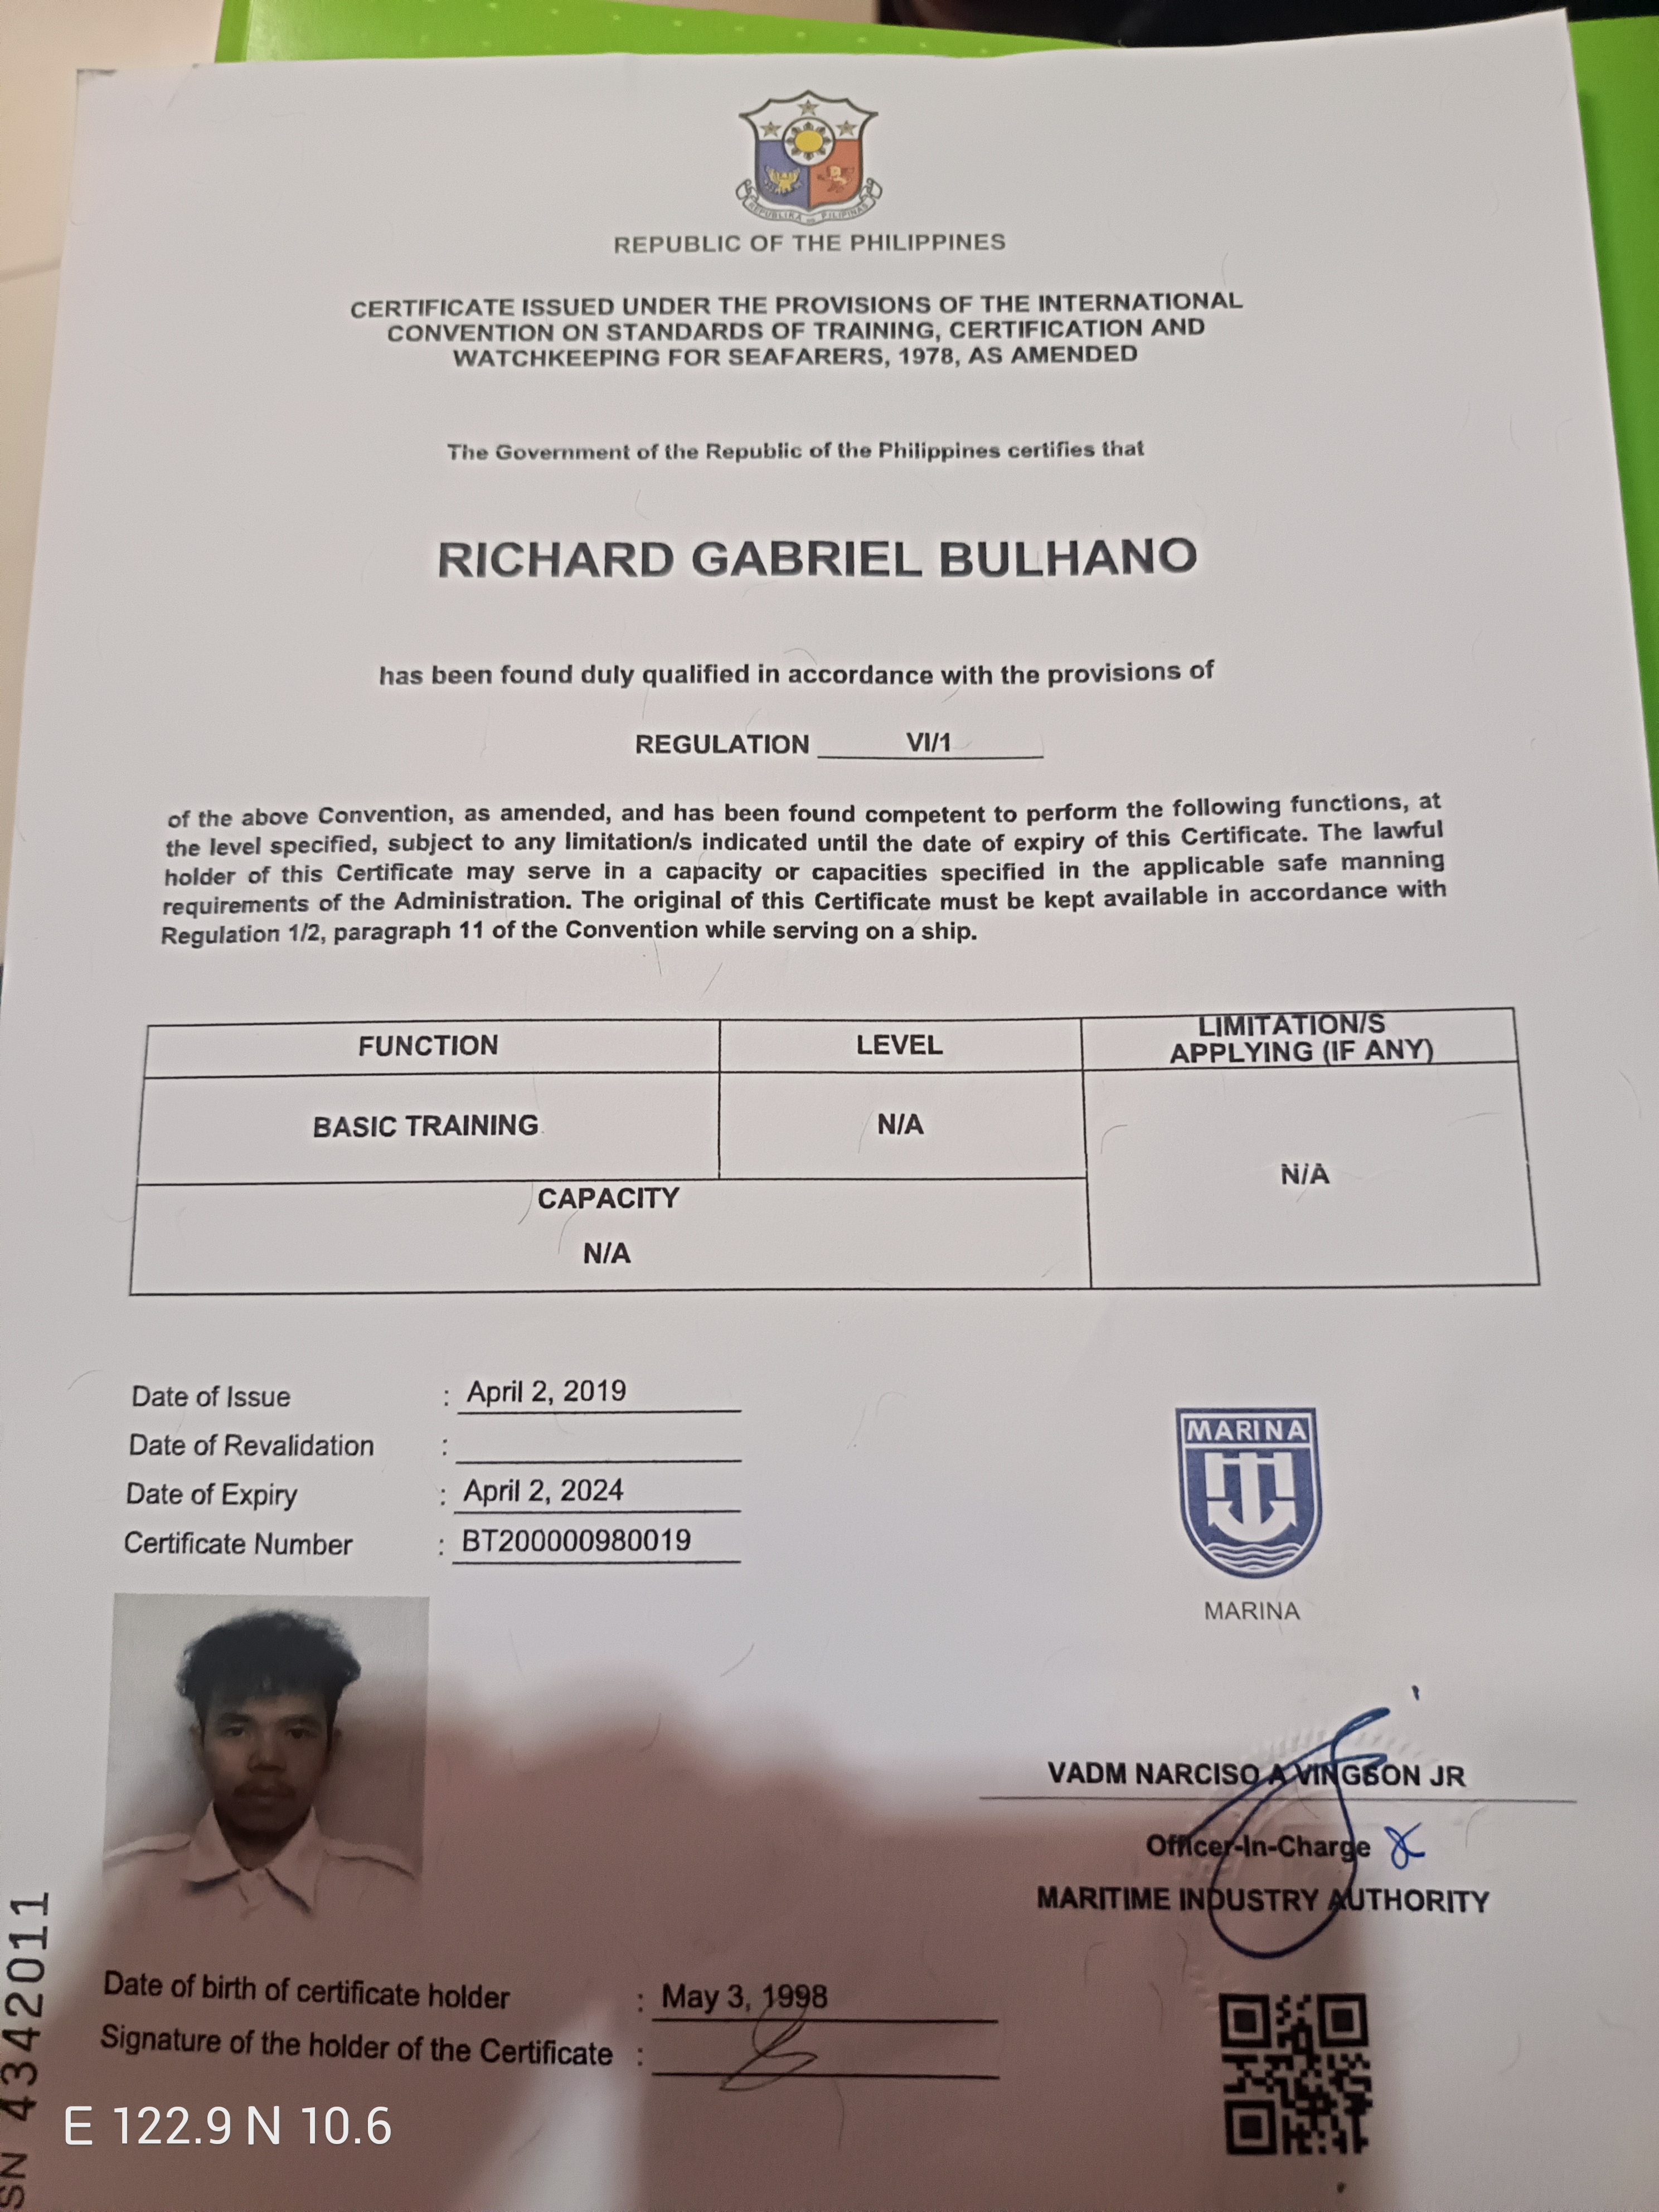 REPUBLIKA NG PILIPINAS
REPUBLIC OF THE PHILIPPINES
CERTIFICATE ISSUED UNDER THE PROVISIONS OF THE INTERNATIONAL
CONVENTION ON STANDARDS OF TRAINING, CERTIFICATION AND
WATCHKEEPING FOR SEAFARERS, 1978, AS AMENDED
The Government of the Republic of the Philippines certifies that
RICHARD GABRIEL BULHANO
has been found duly qualified in accordance with the provisions of
REGULATION VI/1
of the above Convention, as amended, and has been found competent to perform the following functions, at
the level specified, subject to any limitation/s indicated until the date of expiry of this Certificate. The lawful
holder of this Certificate may serve in a capacity or capacities specified in the applicable safe manning
requirements of the Administration. The original of this Certificate must be kept available in accordance with
Regulation 1/2, paragraph 11 of the Convention while serving on a ship.
FUNCTION LEVEL LIMITATION/S
APPLYING (IF ANY)
BASIC TRAINING N/A N/A
CAPACITY
N/A
Date of Issue : April 2, 2019
Date of Revalidation :
Date of Expiry : April 2, 2024
Certificate Number : BT200000980019
MARINA
MARINA
VADM NARCISO A VINGSON JR
Officer-In-Charge
MARITIME INDUSTRY AUTHORITY
Date of birth of certificate holder : May 3, 1998
Signature of the holder of the Certificate :
SN 4342011
E 122.9 N 10.6